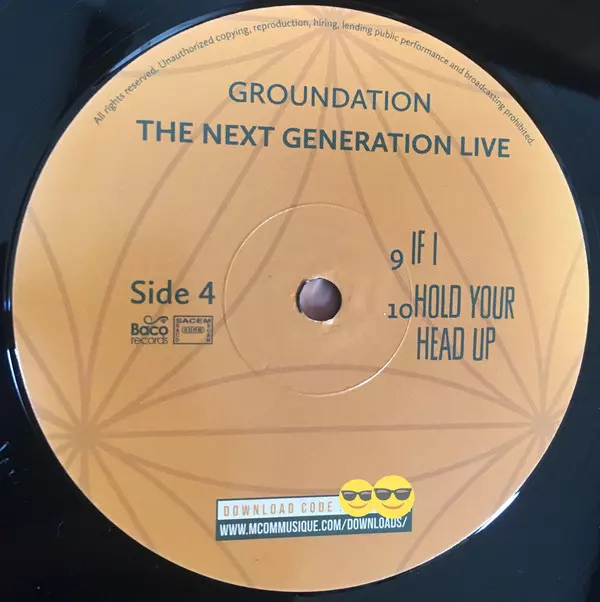 All rights reserved. Unauthorized copying, reproduction, hiring, lending public performance and broadcasting prohibited.
GROUNDATION
THE NEXT GENERATION LIVE
9 IF I
10 HOLD YOUR
HEAD UP
Side 4
Baco
records
SACEM
DOWNLOAD CODE
WWW.MCOMMUSIQUE.COM/DOWNLOADS/